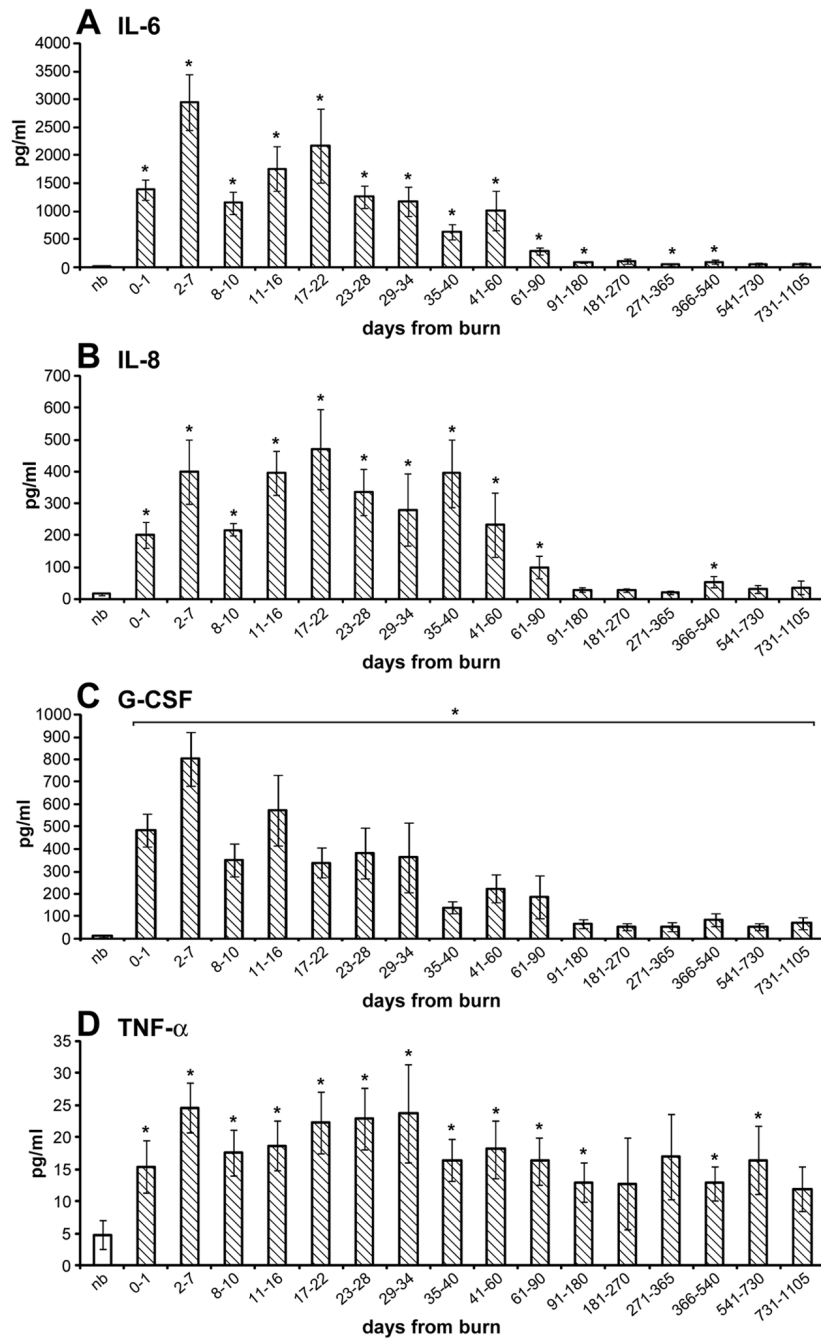 A IL-6
4000
3500
3000
2500
2000
1500
1000
500
0
pg/ml
* * * * * * * * * * * * *
nb 0-1 2-7 8-10 11-16 17-22 23-28 29-34 35-40 41-60 61-90 91-180 181-270 271-365 366-540 541-730 731-1105
days from burn
B IL-8
700
600
500
400
300
200
100
0
pg/ml
* * * * * * * * * * *
nb 0-1 2-7 8-10 11-16 17-22 23-28 29-34 35-40 41-60 61-90 91-180 181-270 271-365 366-540 541-730 731-1105
days from burn
C G-CSF
1000
900
800
700
600
500
400
300
200
100
0
pg/ml
*
nb 0-1 2-7 8-10 11-16 17-22 23-28 29-34 35-40 41-60 61-90 91-180 181-270 271-365 366-540 541-730 731-1105
days from burn
D TNF-α
35
30
25
20
15
10
5
0
pg/ml
* * * * * * * * * * * * *
nb 0-1 2-7 8-10 11-16 17-22 23-28 29-34 35-40 41-60 61-90 91-180 181-270 271-365 366-540 541-730 731-1105
days from burn